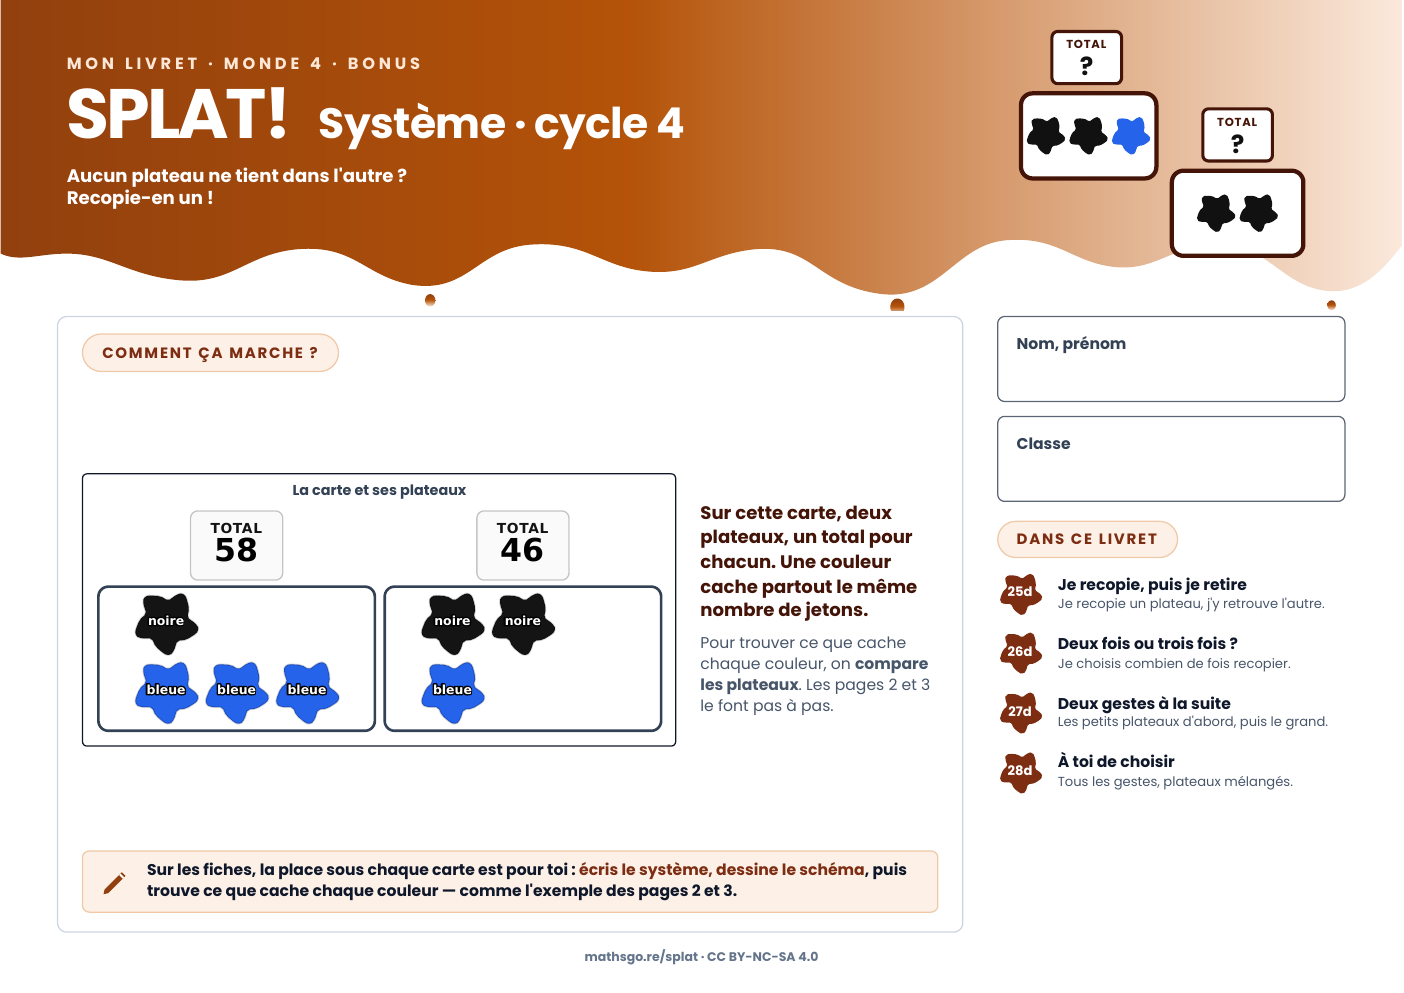 MON LIVRET · MONDE 4 · BONUS
SPLAT! Système · cycle 4
Aucun plateau ne tient dans l'autre ?
Recopie-en un !
TOTAL
?
TOTAL
?
COMMENT ÇA MARCHE ?
La carte et ses plateaux
TOTAL
58
TOTAL
46
noire
noire noire
bleue bleue bleue
bleue
Sur cette carte, deux
plateaux, un total pour
chacun. Une couleur
cache partout le même
nombre de jetons.
Pour trouver ce que cache
chaque couleur, on compare
les plateaux. Les pages 2 et 3
le font pas à pas.
Sur les fiches, la place sous chaque carte est pour toi : écris le système, dessine le schéma, puis
trouve ce que cache chaque couleur — comme l'exemple des pages 2 et 3.
Nom, prénom
Classe
DANS CE LIVRET
25d Je recopie, puis je retire
Je recopie un plateau, j'y retrouve l'autre.
26d Deux fois ou trois fois ?
Je choisis combien de fois recopier.
27d Deux gestes à la suite
Les petits plateaux d'abord, puis le grand.
28d À toi de choisir
Tous les gestes, plateaux mélangés.
mathsgo.re/splat · CC BY-NC-SA 4.0